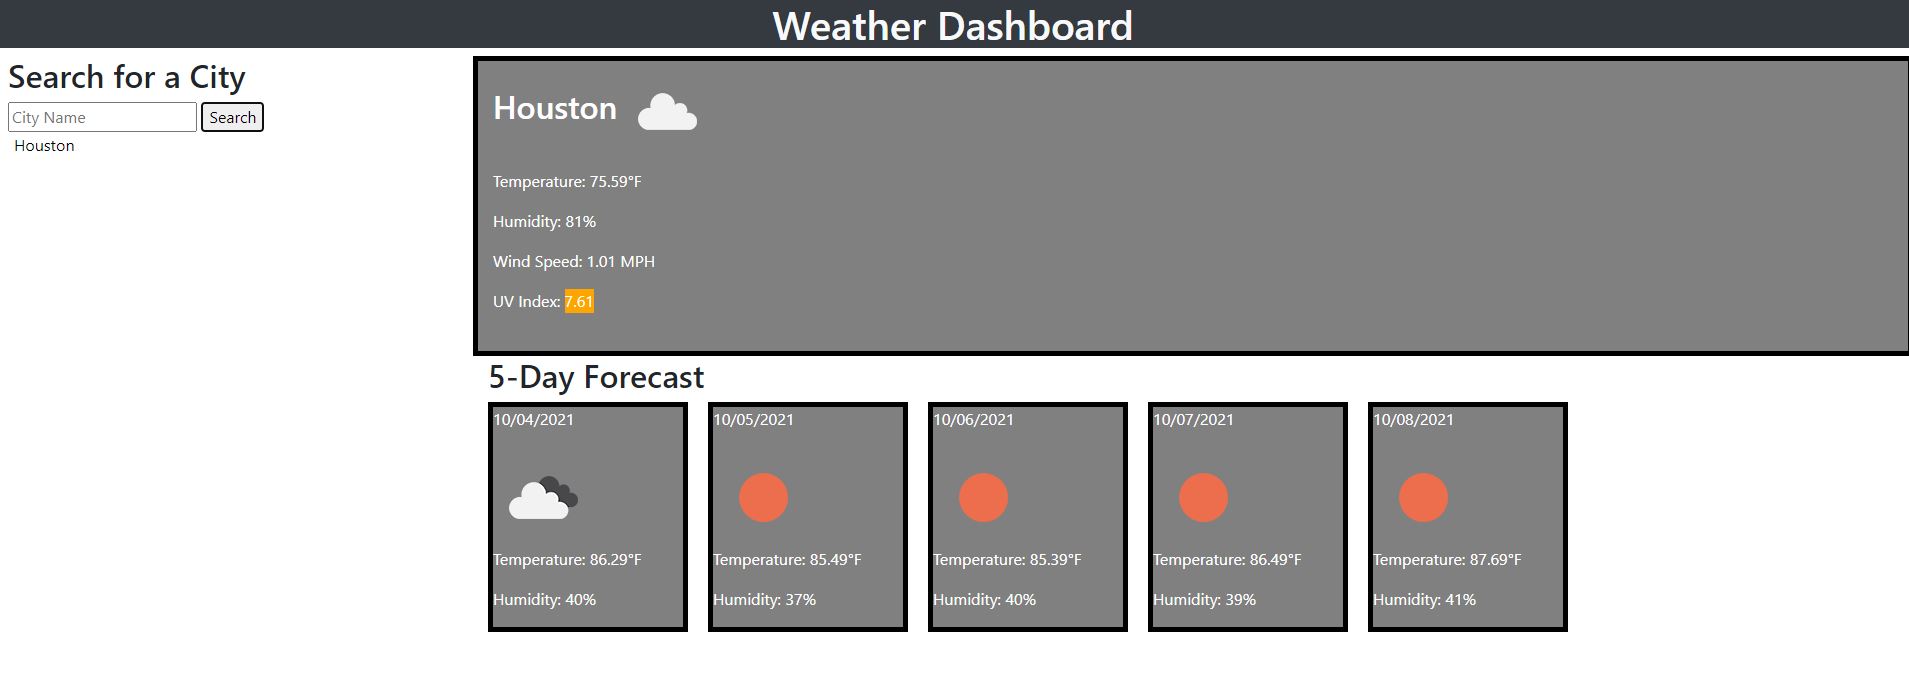 Weather Dashboard
Search for a City
City Name Search
Houston
Houston
Temperature: 75.59°F
Humidity: 81%
Wind Speed: 1.01 MPH
UV Index: 7.61
5-Day Forecast
10/04/2021
Temperature: 86.29°F
Humidity: 40%
10/05/2021
Temperature: 85.49°F
Humidity: 37%
10/06/2021
Temperature: 85.39°F
Humidity: 40%
10/07/2021
Temperature: 86.49°F
Humidity: 39%
10/08/2021
Temperature: 87.69°F
Humidity: 41%